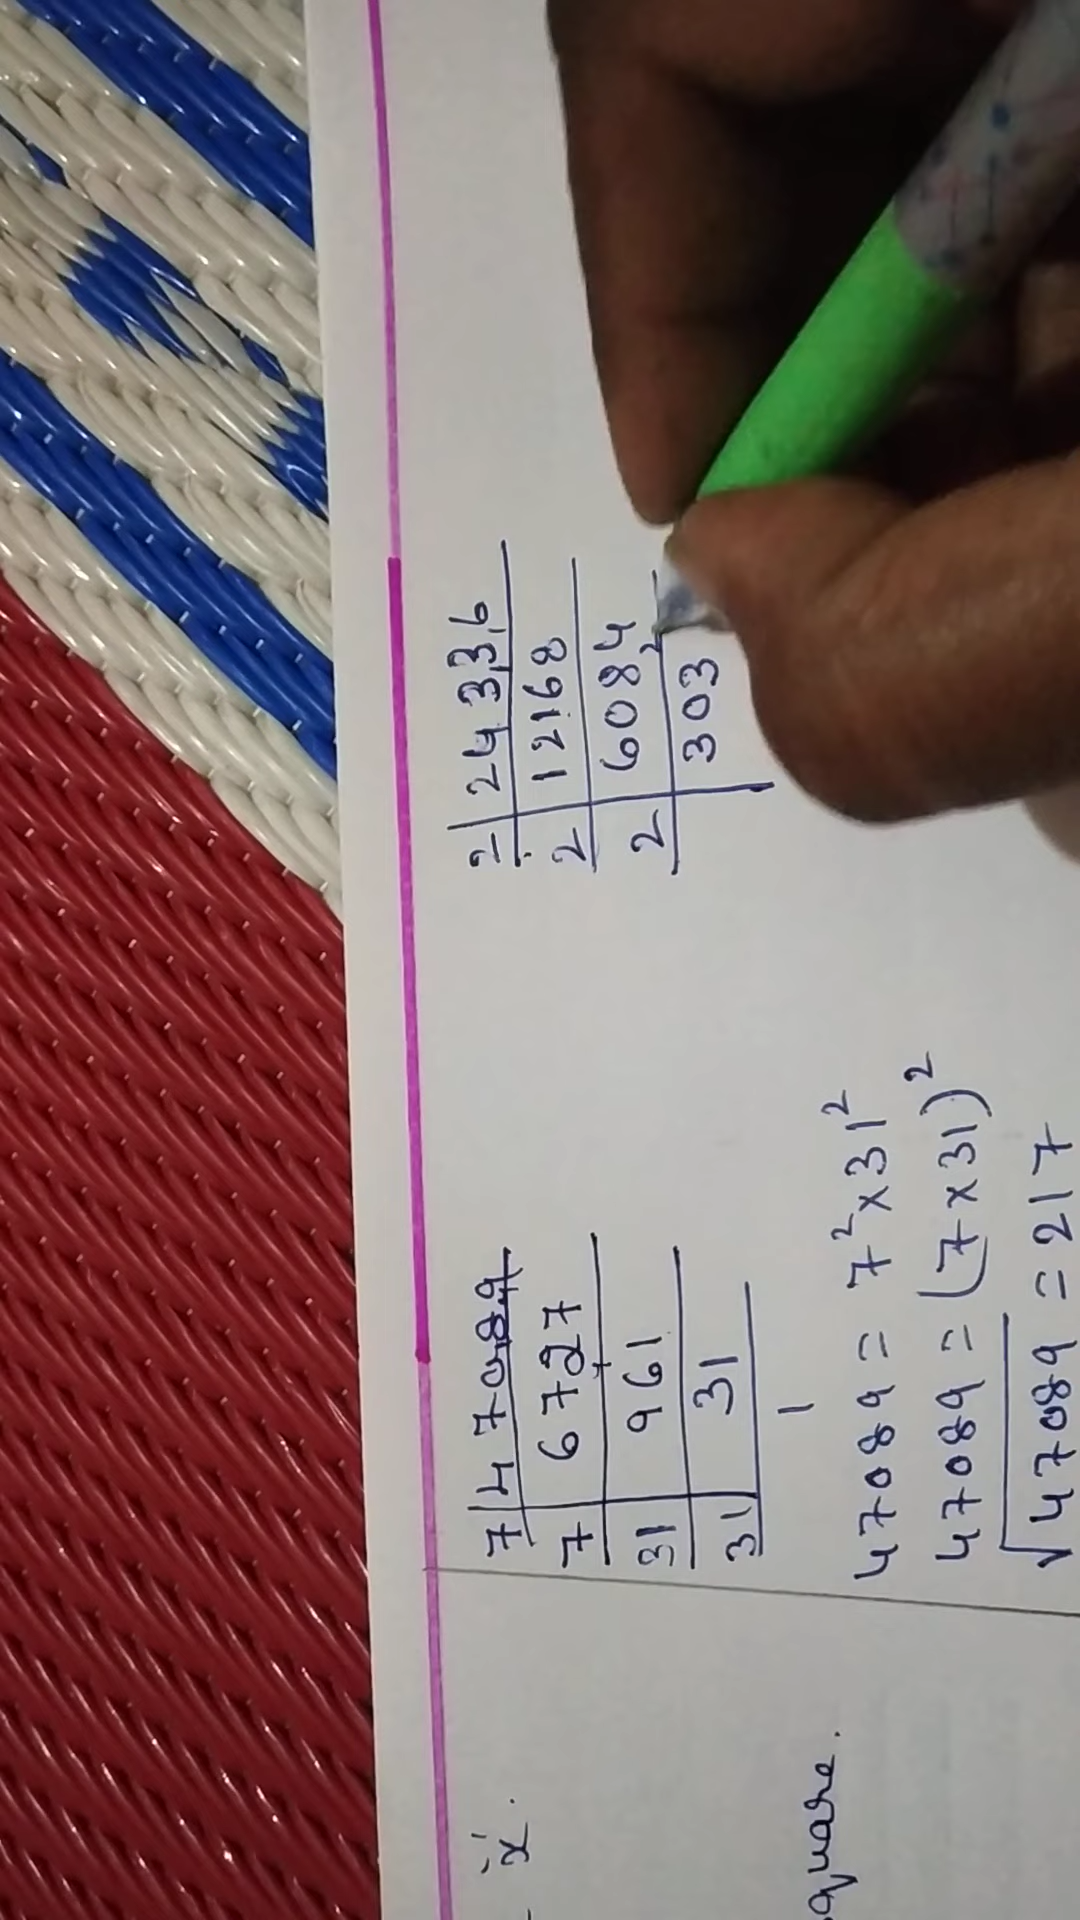 x.
quare.
7 | 47089
7 | 6727
31 | 961
31 | 31
1
47089 = 7² × 31²
47089 = (7 × 31)²
√47089 = 217
2 | 24336
2 | 12168
2 | 6084
303